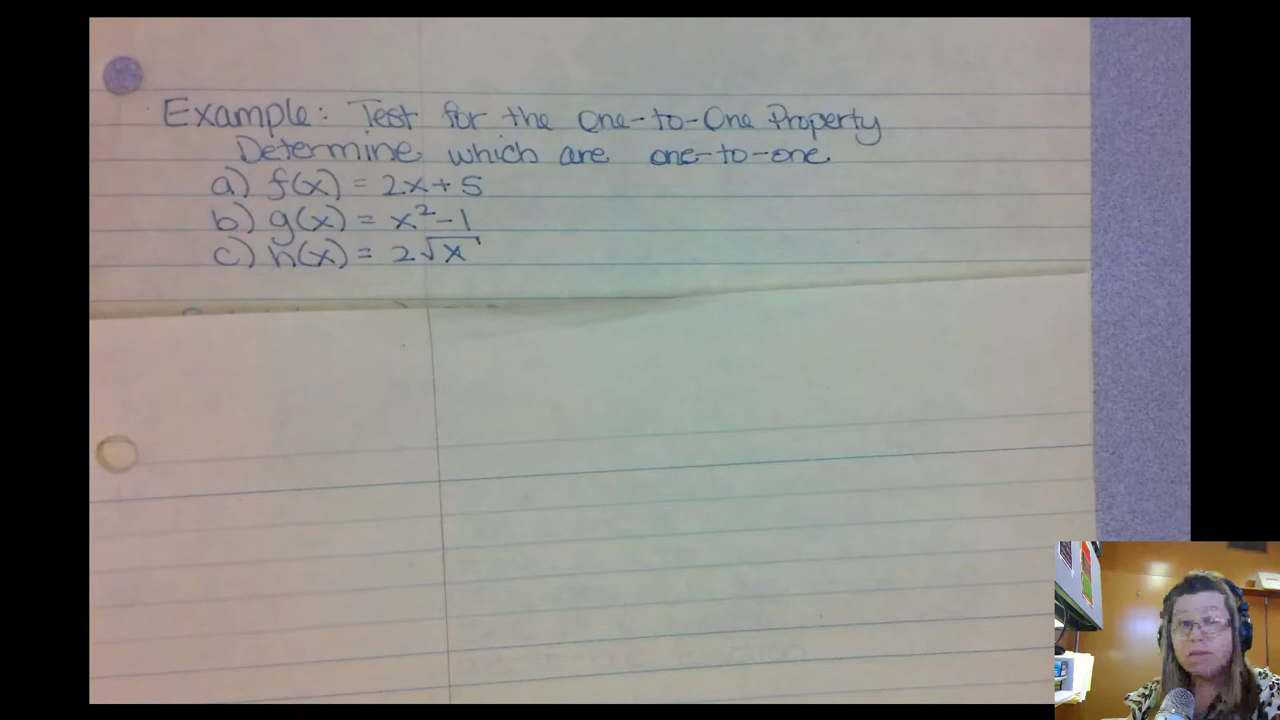 Example: Test for the One-to-One Property
Determine which are one-to-one
a) f(x) = 2x + 5
b) g(x) = x² - 1
c) h(x) = 2√x